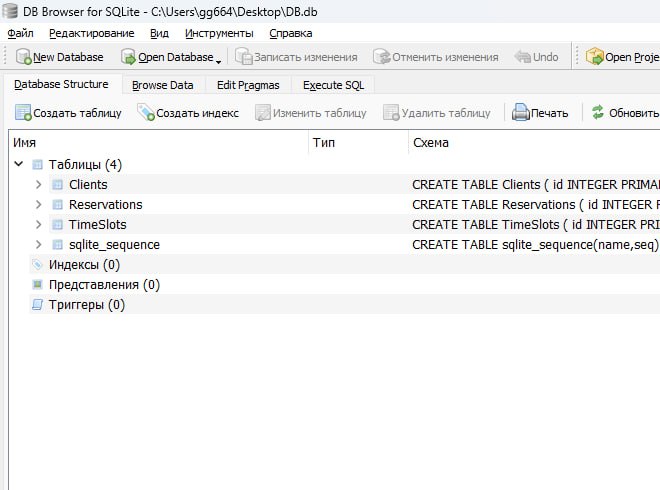 DB Browser for SQLite - C:\Users\gg664\Desktop\DB.db
Файл Редактирование Вид Инструменты Справка
New Database Open Database Записать изменения Отменить изменения Undo Open Proje
Database Structure Browse Data Edit Pragmas Execute SQL
Создать таблицу Создать индекс Изменить таблицу Удалить таблицу Печать Обновить
Имя Тип Схема
Таблицы (4)
Clients CREATE TABLE Clients ( id INTEGER PRIMA
Reservations CREATE TABLE Reservations ( id INTEGER F
TimeSlots CREATE TABLE TimeSlots ( id INTEGER PRI
sqlite_sequence CREATE TABLE sqlite_sequence(name,seq)
Индексы (0)
Представления (0)
Триггеры (0)